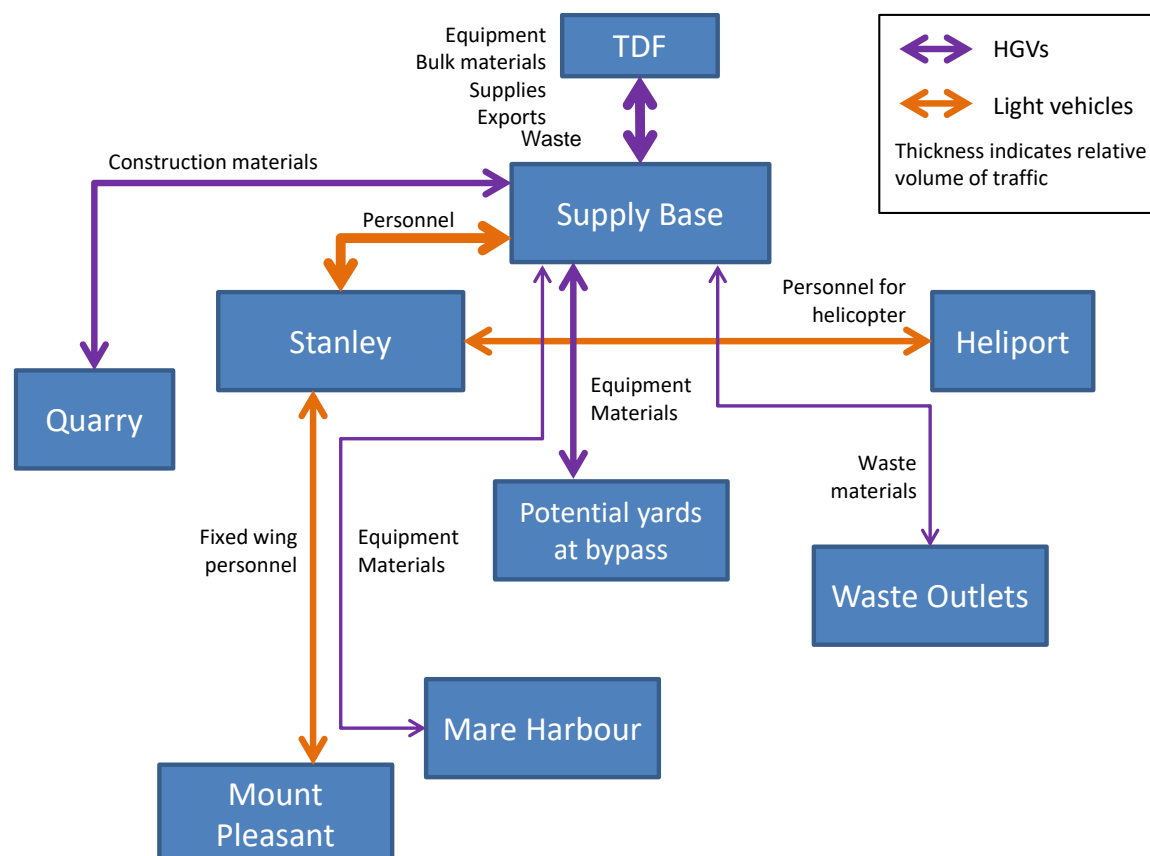 Equipment
Bulk materials
Supplies
Exports
Waste
TDF
HGVs
Light vehicles
Thickness indicates relative
volume of traffic
Construction materials
Supply Base
Personnel
Stanley
Personnel for
helicopter
Heliport
Quarry
Equipment
Materials
Waste
materials
Potential yards
at bypass
Fixed wing
personnel
Equipment
Materials
Waste Outlets
Mare Harbour
Mount
Pleasant